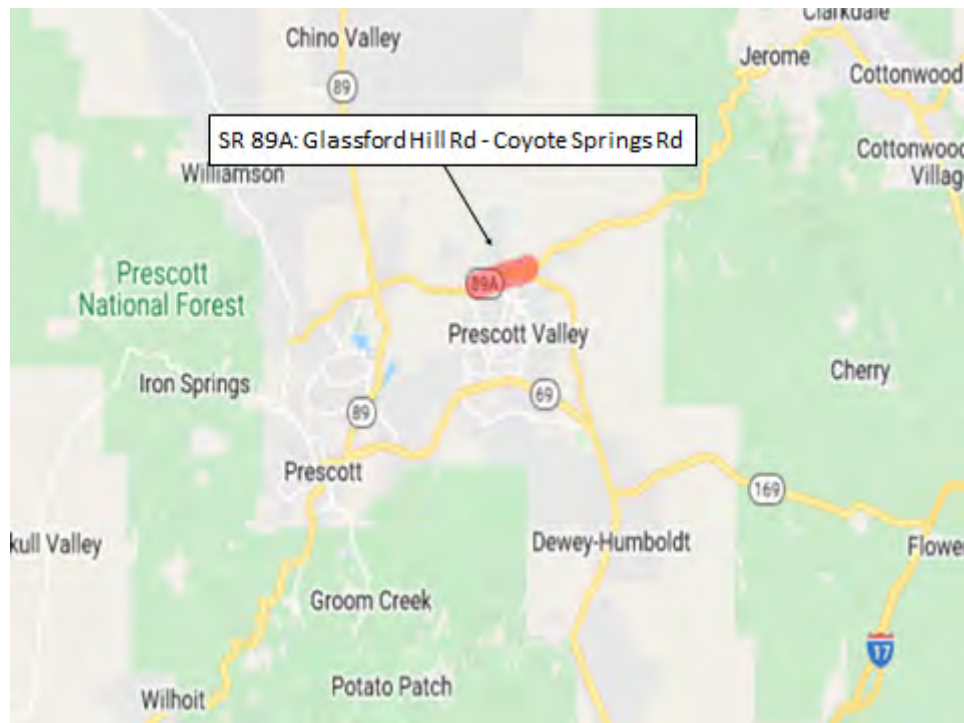 Clarkdale
Chino Valley
Jerome
Cottonwood
89
SR 89A: Glassford Hill Rd - Coyote Springs Rd
Cottonwood
Villag
Williamson
Prescott
National Forest
89A
Prescott Valley
Cherry
Iron Springs
69
89
Prescott
169
kull Valley
Dewey-Humboldt
Flower
Groom Creek
17
Potato Patch
Wilhoit